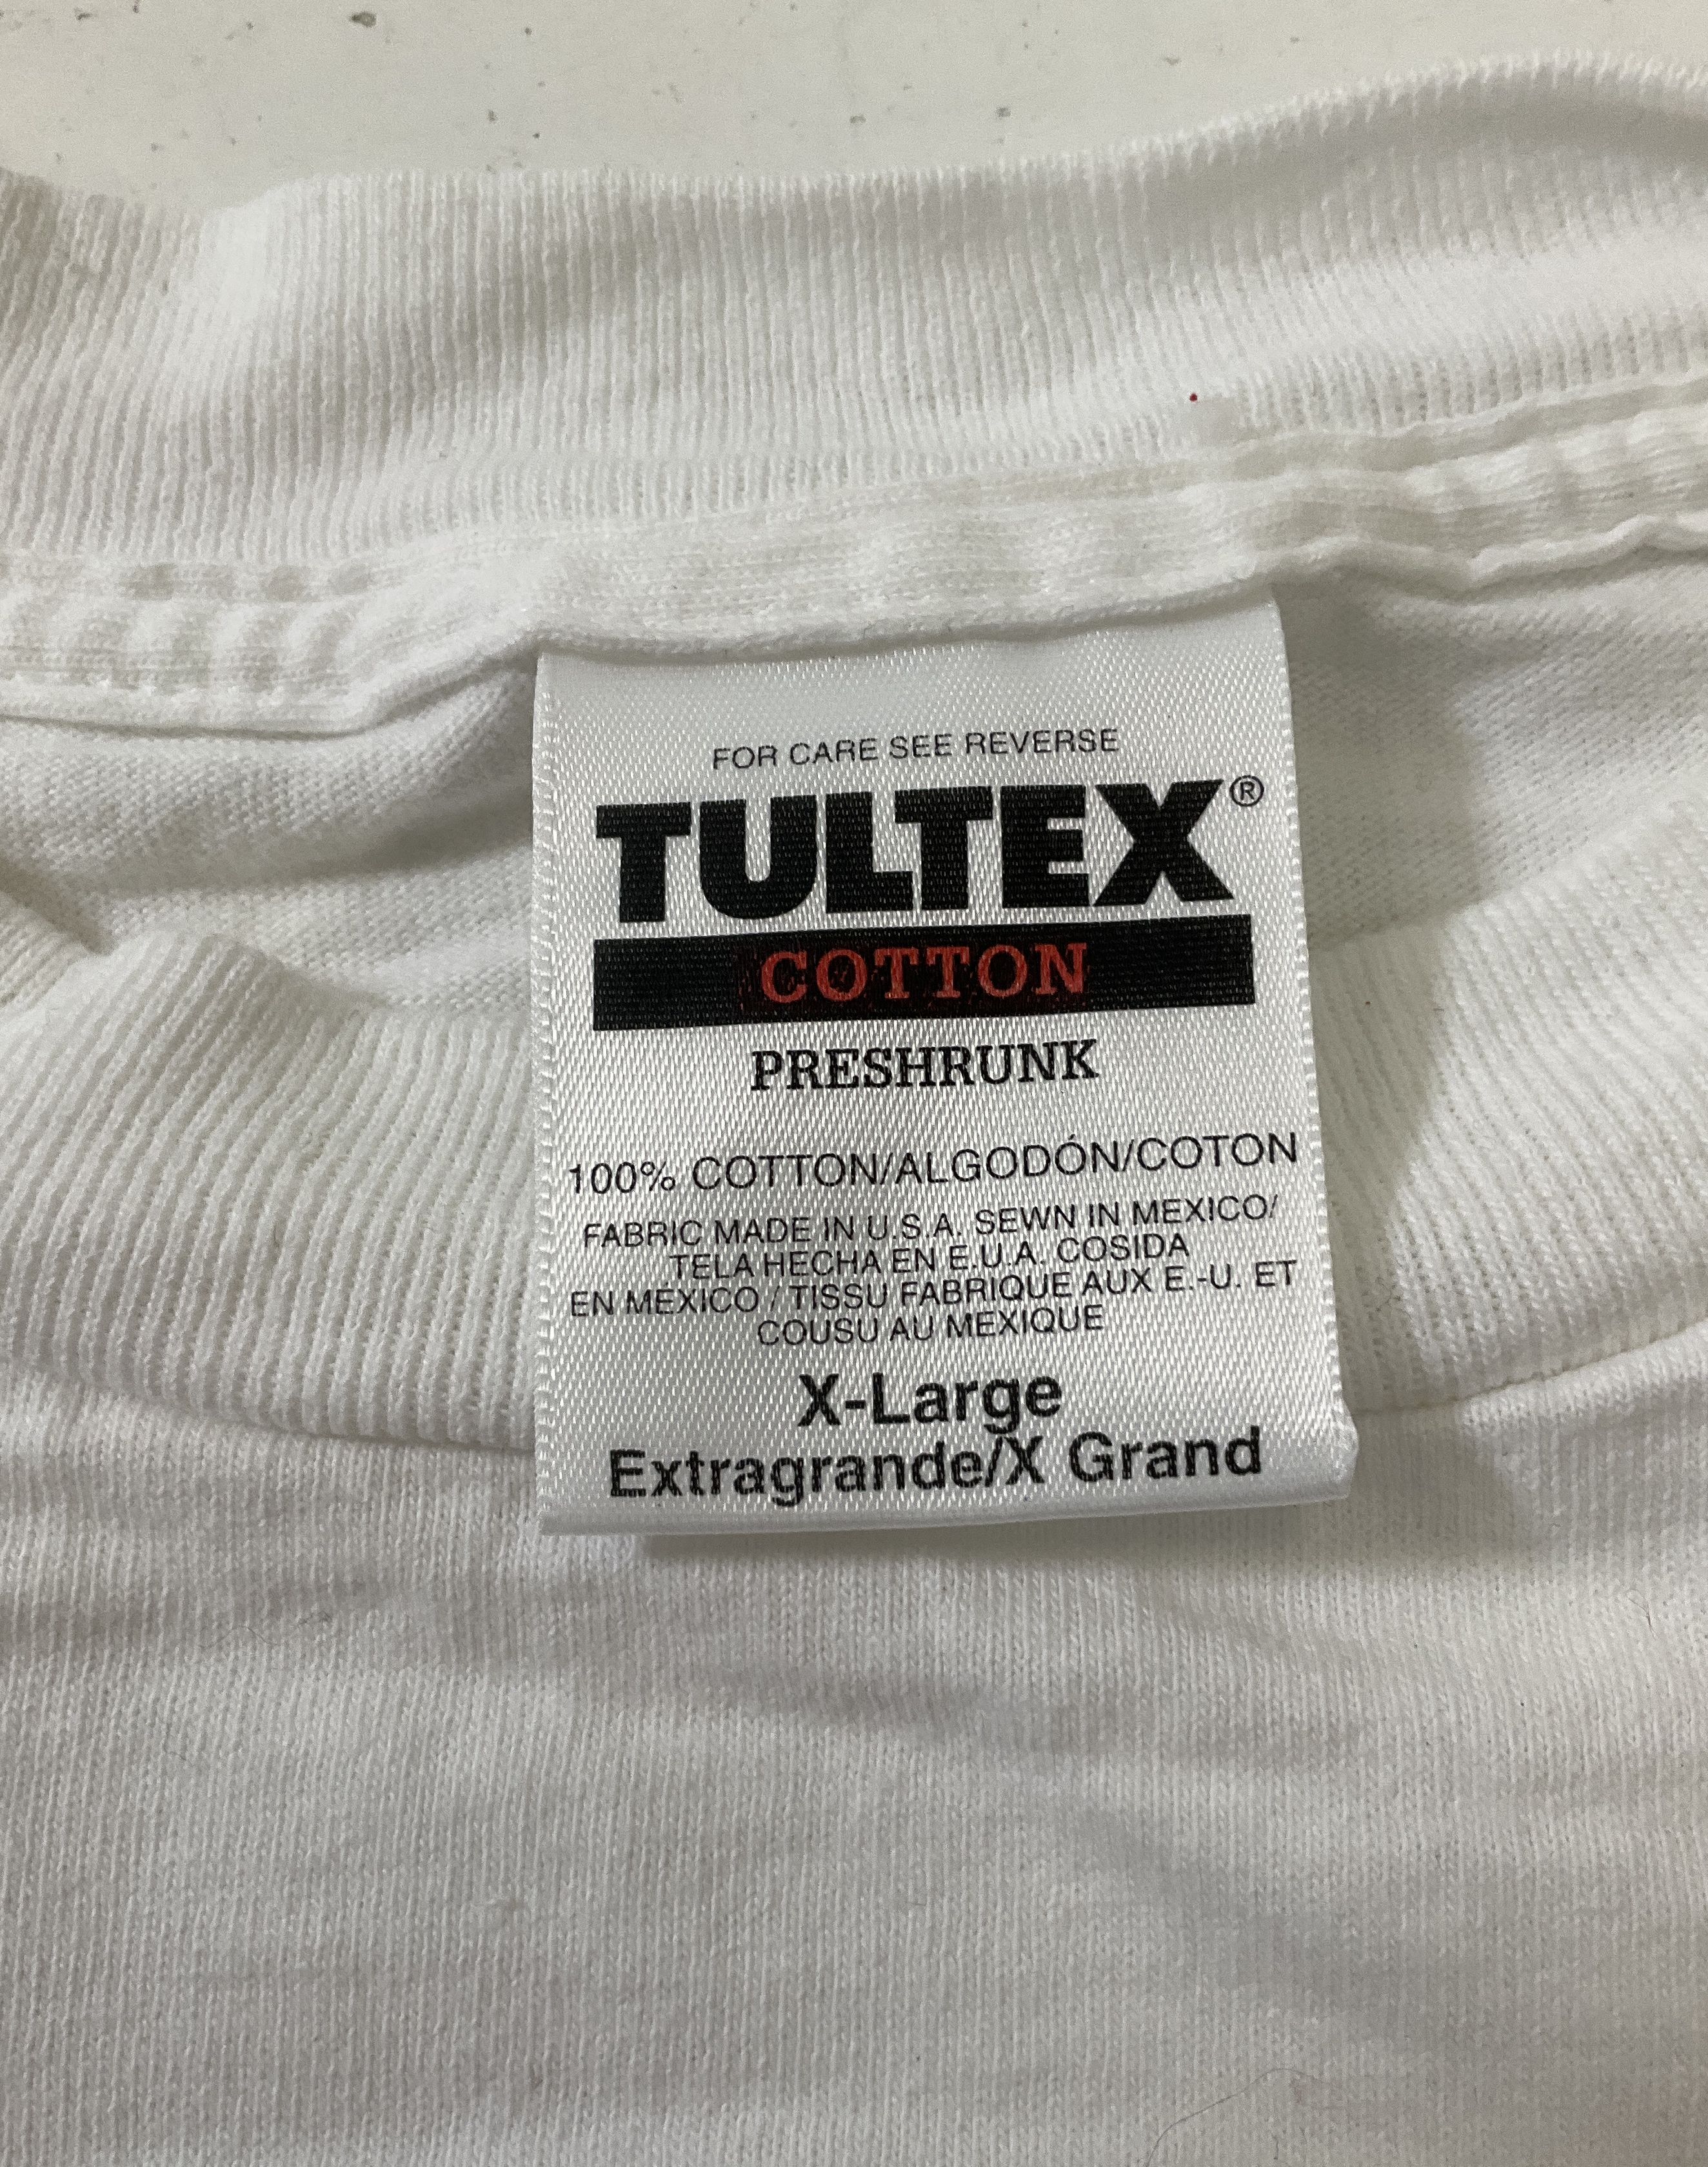 FOR CARE SEE REVERSE
TULTEX®
COTTON
PRESHRUNK
100% COTTON/ALGODÓN/COTON
FABRIC MADE IN U.S.A. SEWN IN MEXICO/
TELA HECHA EN E.U.A. COSIDA
EN MÉXICO / TISSU FABRIQUE AUX E.-U. ET
COUSU AU MEXIQUE
X-Large
Extragrande/X Grand